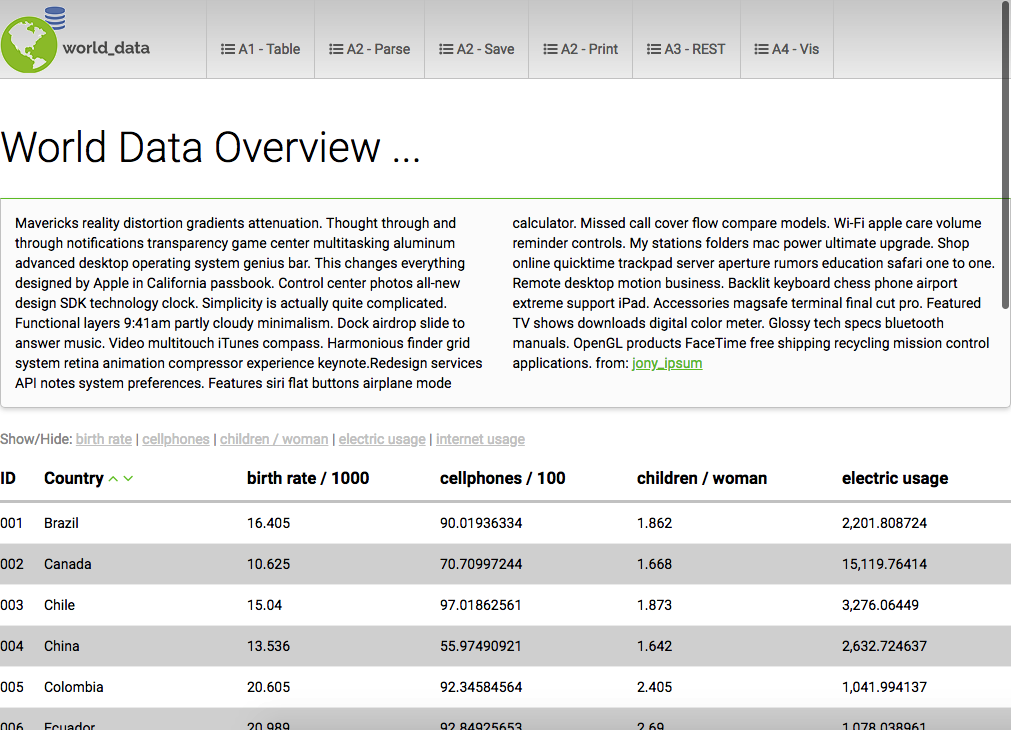 world_data
A1 - Table
A2 - Parse
A2 - Save
A2 - Print
A3 - REST
A4 - Vis
World Data Overview ...
Mavericks reality distortion gradients attenuation. Thought through and
through notifications transparency game center multitasking aluminum
advanced desktop operating system genius bar. This changes everything
designed by Apple in California passbook. Control center photos all-new
design SDK technology clock. Simplicity is actually quite complicated.
Functional layers 9:41am partly cloudy minimalism. Dock airdrop slide to
answer music. Video multitouch iTunes compass. Harmonious finder grid
system retina animation compressor experience keynote.Redesign services
API notes system preferences. Features siri flat buttons airplane mode
calculator. Missed call cover flow compare models. Wi-Fi apple care volume
reminder controls. My stations folders mac power ultimate upgrade. Shop
online quicktime trackpad server aperture rumors education safari one to one.
Remote desktop motion business. Backlit keyboard chess phone airport
extreme support iPad. Accessories magsafe terminal final cut pro. Featured
TV shows downloads digital color meter. Glossy tech specs bluetooth
manuals. OpenGL products FaceTime free shipping recycling mission control
applications. from: jony_ipsum
Show/Hide: birth rate | cellphones | children / woman | electric usage | internet usage
ID Country birth rate / 1000 cellphones / 100 children / woman electric usage
001 Brazil 16.405 90.01936334 1.862 2,201.808724
002 Canada 10.625 70.70997244 1.668 15,119.76414
003 Chile 15.04 97.01862561 1.873 3,276.06449
004 China 13.536 55.97490921 1.642 2,632.724637
005 Colombia 20.605 92.34584564 2.405 1,041.994137
006 Ecuador 20.989 92.84925653 2.69 1,078.038961